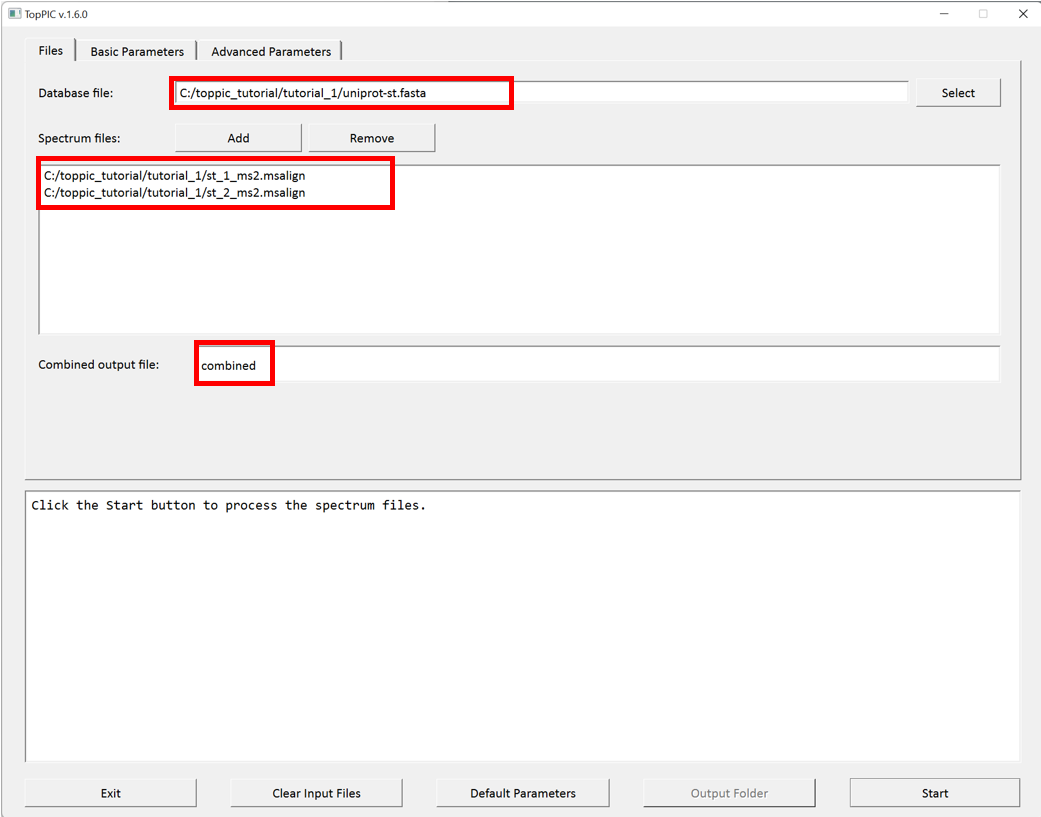 TopPIC v.1.6.0
Files Basic Parameters Advanced Parameters
Database file: C:/toppic_tutorial/tutorial_1/uniprot-st.fasta Select
Spectrum files: Add Remove
C:/toppic_tutorial/tutorial_1/st_1_ms2.msalign
C:/toppic_tutorial/tutorial_1/st_2_ms2.msalign
Combined output file: combined
Click the Start button to process the spectrum files.
Exit Clear Input Files Default Parameters Output Folder Start